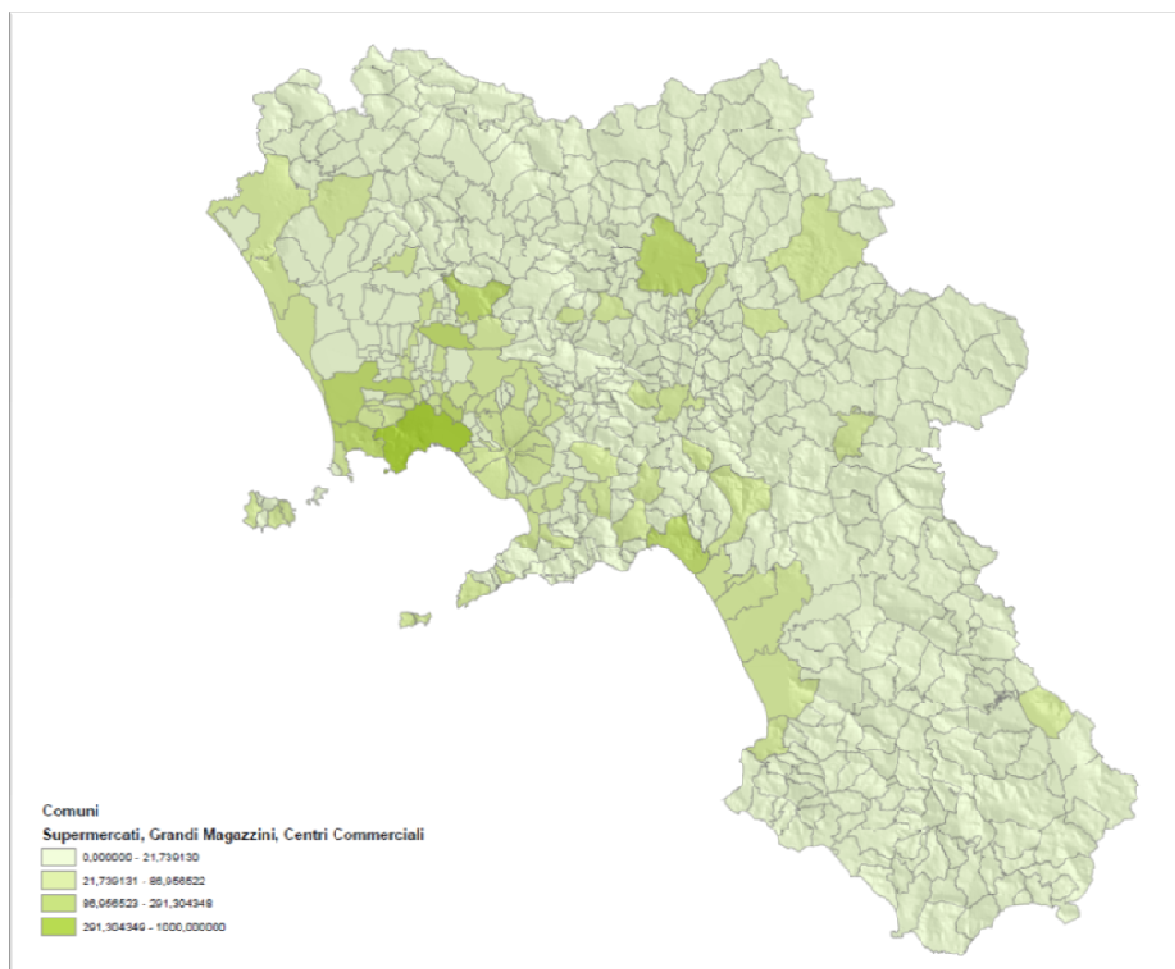 Comuni
Supermercati, Grandi Magazzini, Centri Commerciali
0,000000 - 21,739130
21,739131 - 86,956522
86,956523 - 291,304348
291,304349 - 1000,000000